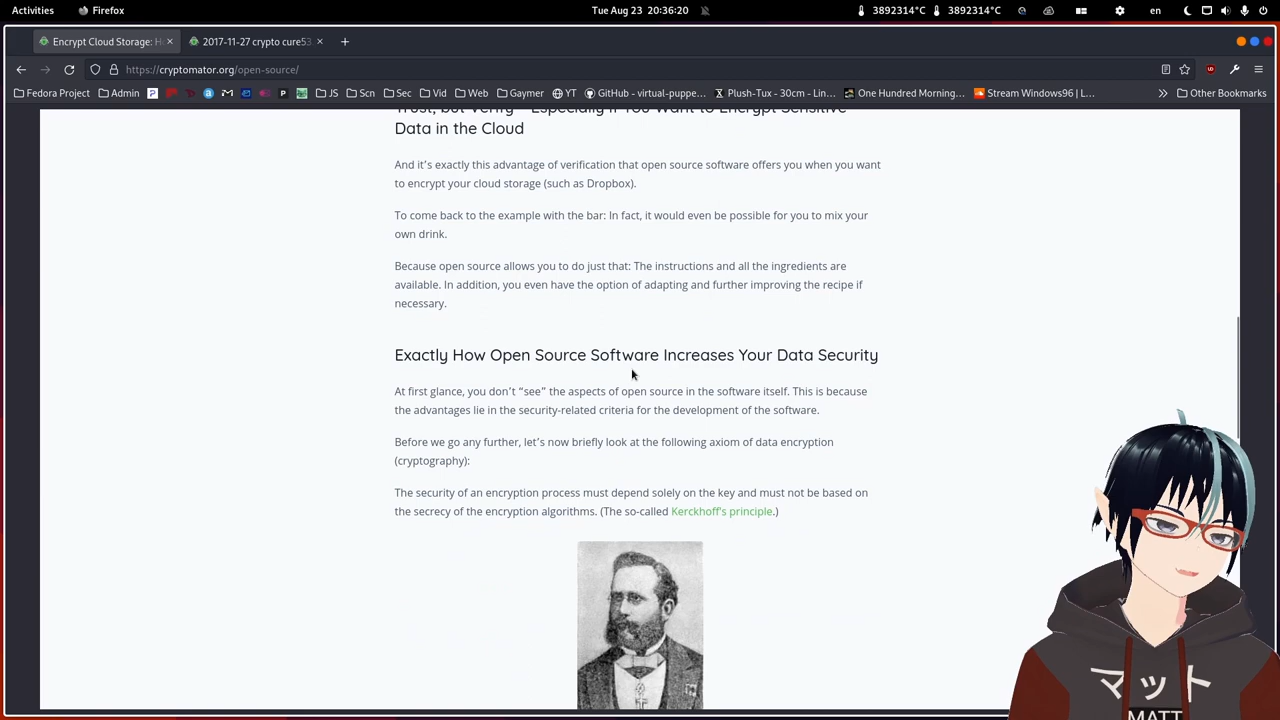 Activities
Firefox
Tue Aug 23 20:36:20
3892314°C
3892314°C
en
Encrypt Cloud Storage: H
2017-11-27 crypto cure53
https://cryptomator.org/open-source/
Fedora Project
Admin
JS
Scn
Sec
Vid
Web
Gaymer
YT
GitHub - virtual-puppe...
Plush-Tux - 30cm - Lin...
One Hundred Morning...
Stream Windows96 | L...
Other Bookmarks
Trust, but Verify – Especially if You Want to Encrypt Sensitive
Data in the Cloud
And it’s exactly this advantage of verification that open source software offers you when you want
to encrypt your cloud storage (such as Dropbox).
To come back to the example with the bar: In fact, it would even be possible for you to mix your
own drink.
Because open source allows you to do just that: The instructions and all the ingredients are
available. In addition, you even have the option of adapting and further improving the recipe if
necessary.
Exactly How Open Source Software Increases Your Data Security
At first glance, you don’t “see” the aspects of open source in the software itself. This is because
the advantages lie in the security-related criteria for the development of the software.
Before we go any further, let’s now briefly look at the following axiom of data encryption
(cryptography):
The security of an encryption process must depend solely on the key and must not be based on
the secrecy of the encryption algorithms. (The so-called Kerckhoff's principle.)
マット
MATT